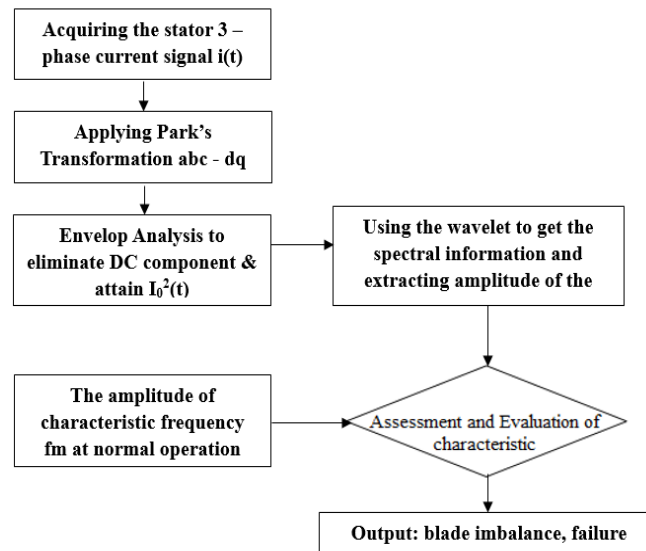 Acquiring the stator 3 –
phase current signal i(t)
Applying Park's
Transformation abc - dq
Envelop Analysis to
eliminate DC component &
attain I₀²(t)
Using the wavelet to get the
spectral information and
extracting amplitude of the
The amplitude of
characteristic frequency
fm at normal operation
Assessment and Evaluation of
characteristic
Output: blade imbalance, failure